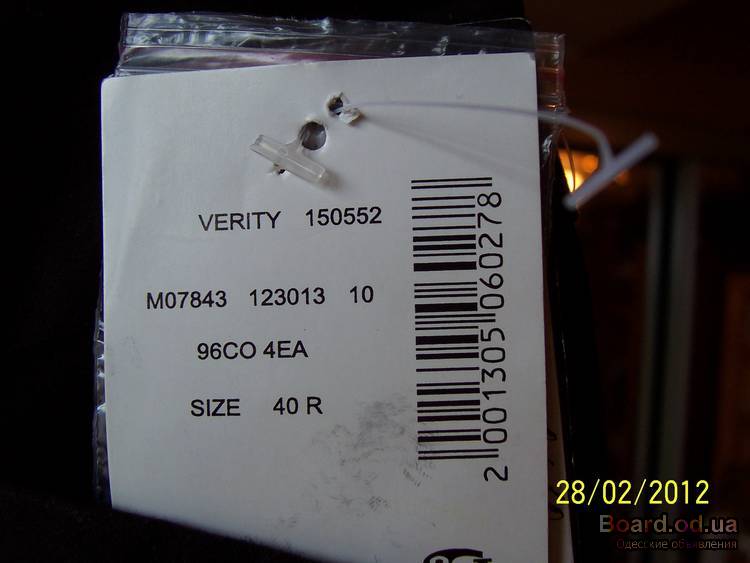 VERITY 150552
M07843 123013 10
96CO 4EA
SIZE 40 R
2001305060278
28/02/2012
Board.od.ua
Одесские объявления